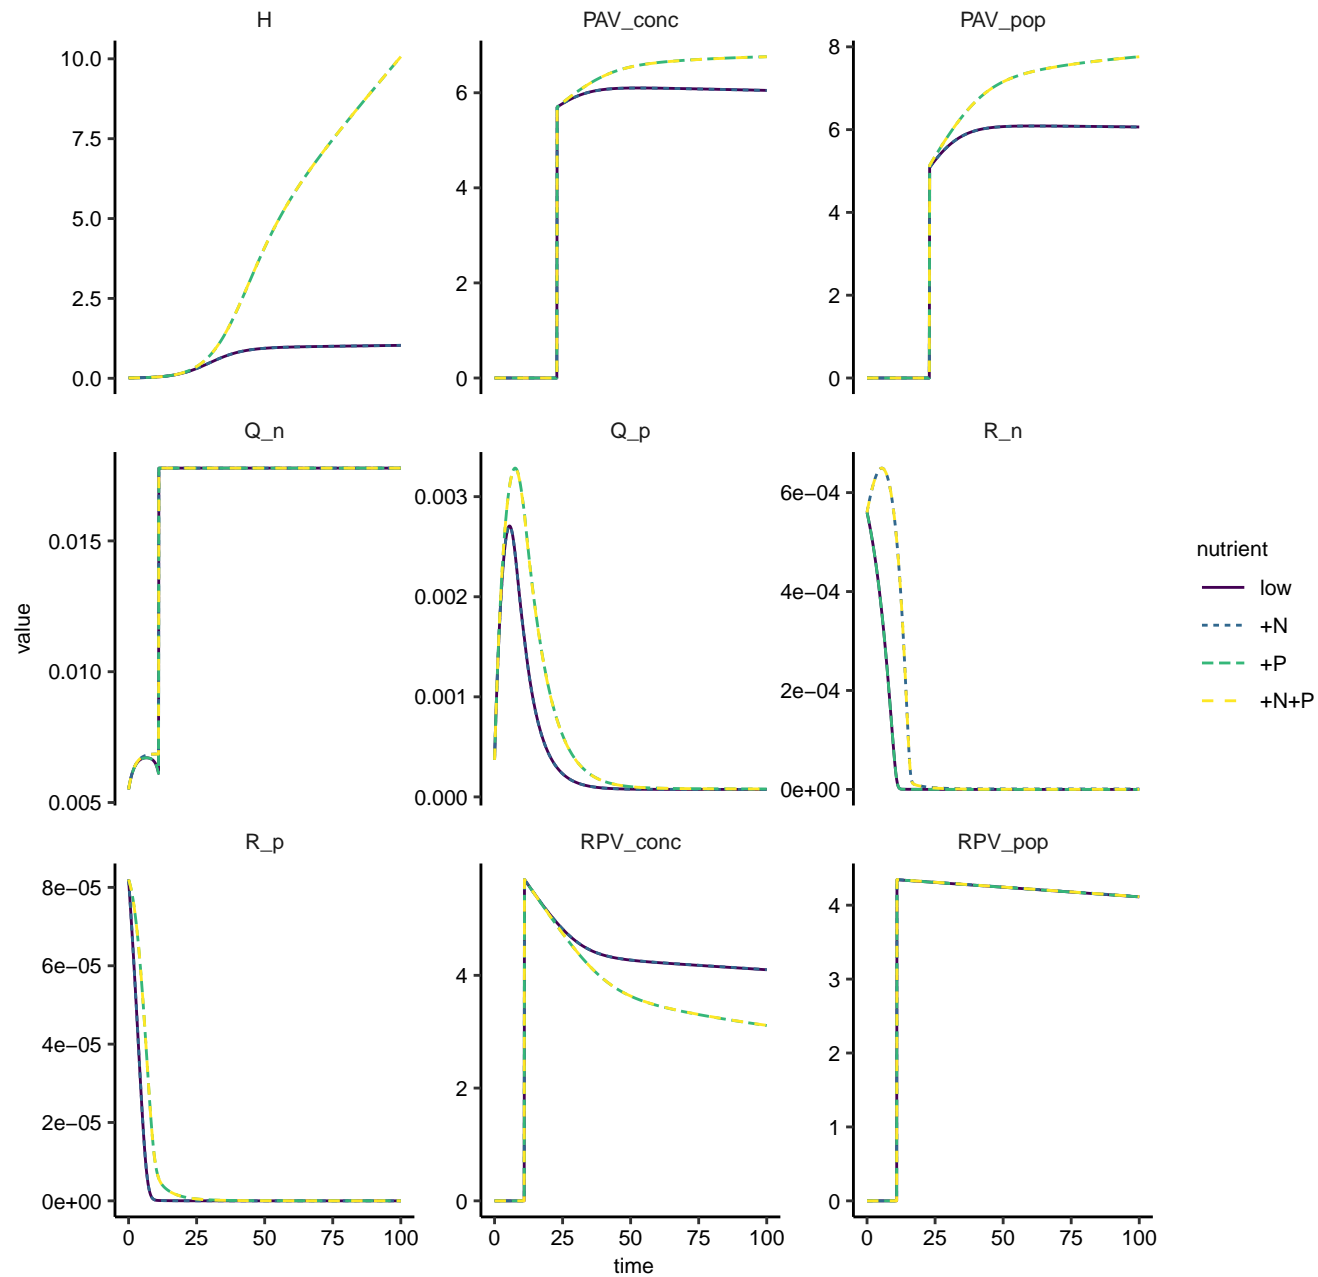 H
PAV_conc
PAV_pop
10.0
7.5
5.0
2.5
0.0
6
4
2
0
8
6
4
2
0
Q_n
Q_p
R_n
0.015
0.010
0.005
0.003
0.002
0.001
0.000
6e−04
4e−04
2e−04
0e+00
value
nutrient
low
+N
+P
+N+P
R_p
RPV_conc
RPV_pop
8e−05
6e−05
4e−05
2e−05
0e+00
4
2
0
4
3
2
1
0
0 25 50 75 100
0 25 50 75 100
0 25 50 75 100
time